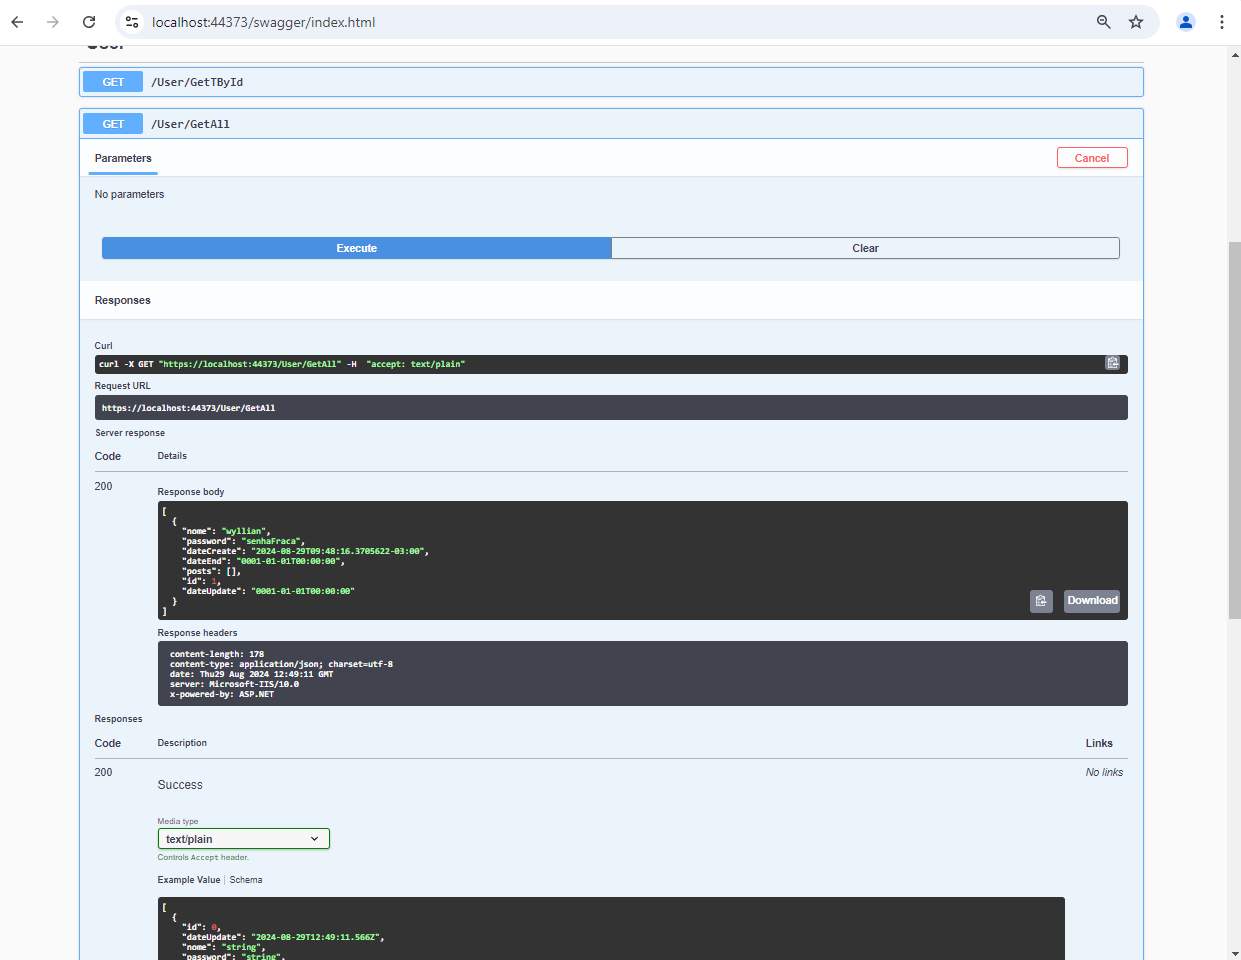 localhost:44373/swagger/index.html
User
GET /User/GetTById
GET /User/GetAll
Parameters Cancel
No parameters
Execute Clear
Responses
Curl
curl -X GET "https://localhost:44373/User/GetAll" -H  "accept: text/plain"
Request URL
https://localhost:44373/User/GetAll
Server response
Code Details
200
Response body
[
  {
    "nome": "wyllian",
    "password": "senhaFraca",
    "dateCreate": "2024-08-29T09:48:16.3705622-03:00",
    "dateEnd": "0001-01-01T00:00:00",
    "posts": [],
    "id": 1,
    "dateUpdate": "0001-01-01T00:00:00"
  }
]
Download
Response headers
content-length: 178
content-type: application/json; charset=utf-8
date: Thu29 Aug 2024 12:49:11 GMT
server: Microsoft-IIS/10.0
x-powered-by: ASP.NET
Responses
Code Description Links
200 No links
Success
Media type
text/plain
Controls Accept header.
Example Value Schema
[
  {
    "id": 0,
    "dateUpdate": "2024-08-29T12:49:11.566Z",
    "nome": "string",
    "password": "string",